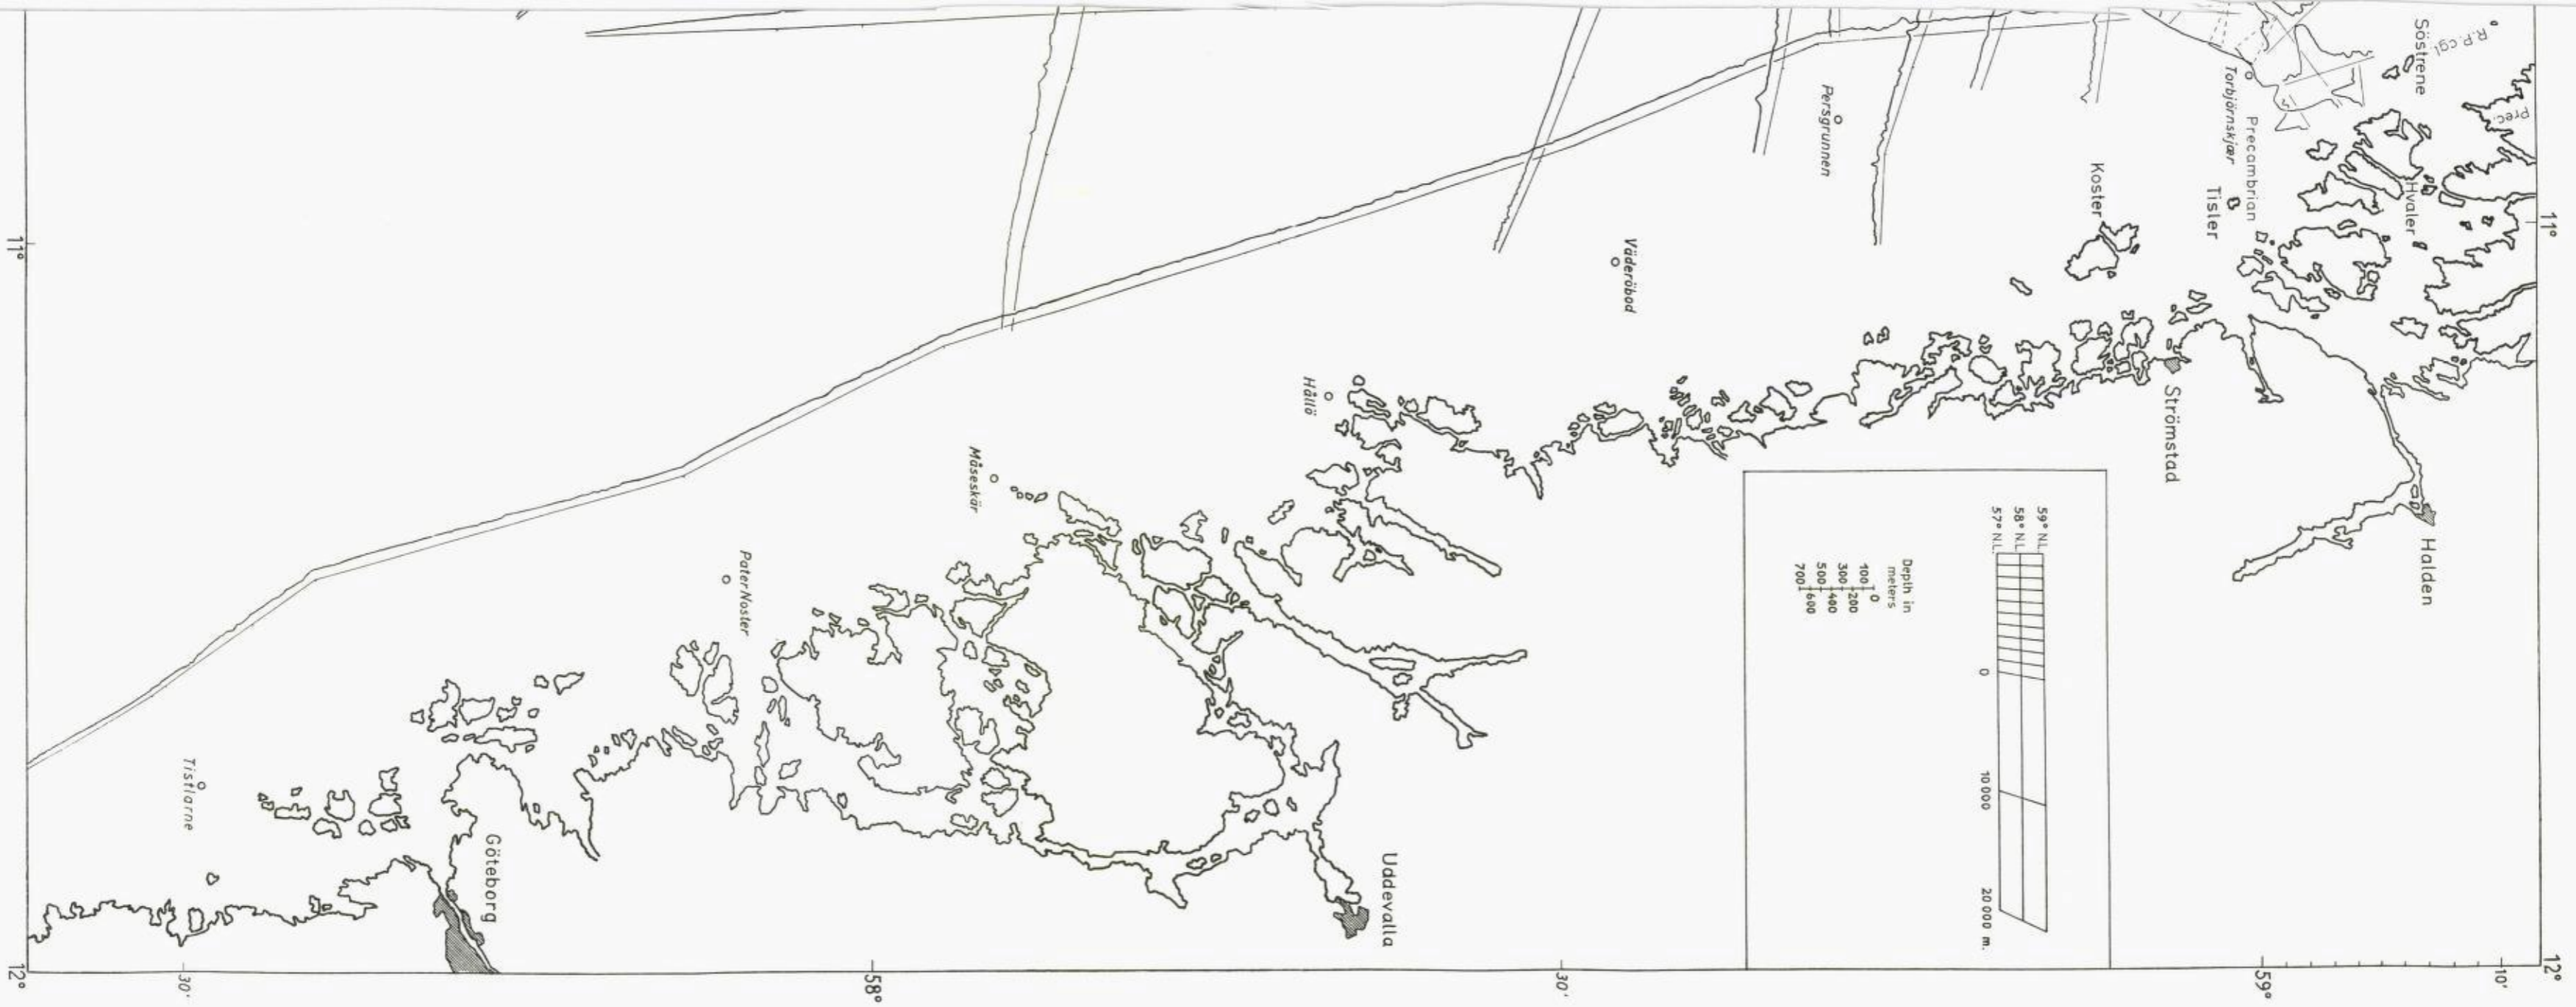 Söstrene
R.P. cgl.
Prec.
Torbjörnskjær
Precambrian
Tisler
Hvaler
Koster
11°
Persgrunnen
Väderöbod
Strömstad
Halden
Hållö
Måseskär
Pater Noster
Tistlarne
Göteborg
Uddevalla
59° N.L.
58° N.L.
57° N.L.
0
10 000
20 000 m.
Depth in
meters
0
100
200
300
400
500
600
700
11°
12°
30'
58°
30'
59°
10'
12°